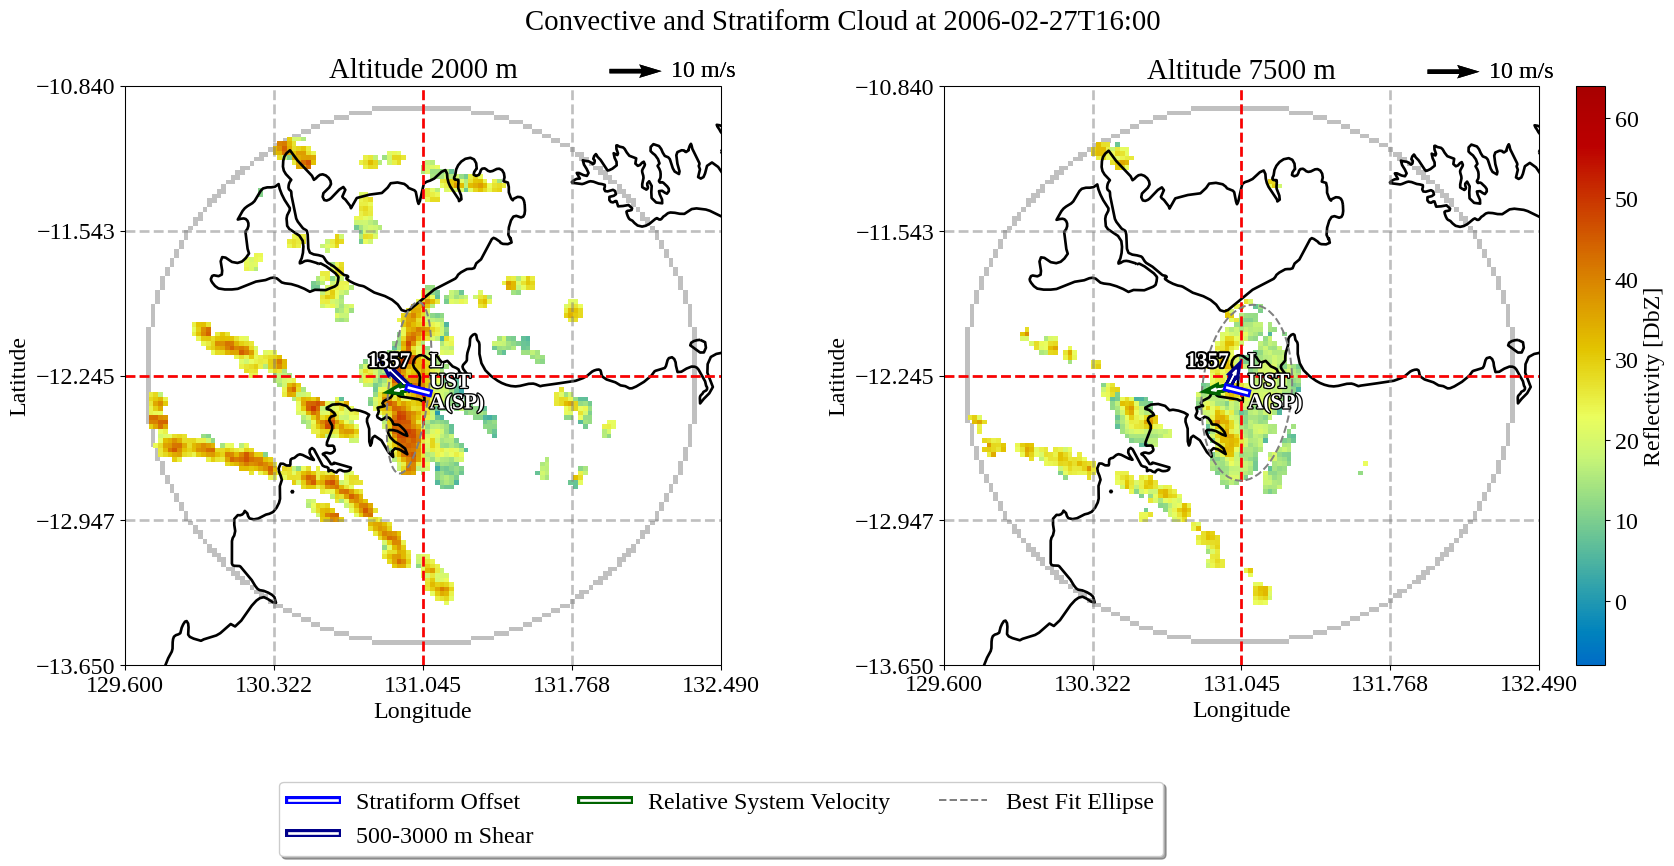 Convective and Stratiform Cloud at 2006-02-27T16:00
Altitude 2000 m
10 m/s
−10.840
−11.543
−12.245
−12.947
−13.650
Latitude
129.600
130.322
131.045
131.768
132.490
Longitude
1357
L
UST
A(SP)
Altitude 7500 m
10 m/s
−10.840
−11.543
−12.245
−12.947
−13.650
Latitude
129.600
130.322
131.045
131.768
132.490
Longitude
1357
L
UST
A(SP)
60
50
40
30
20
10
0
Reflectivity [DbZ]
Stratiform Offset
500-3000 m Shear
Relative System Velocity
Best Fit Ellipse